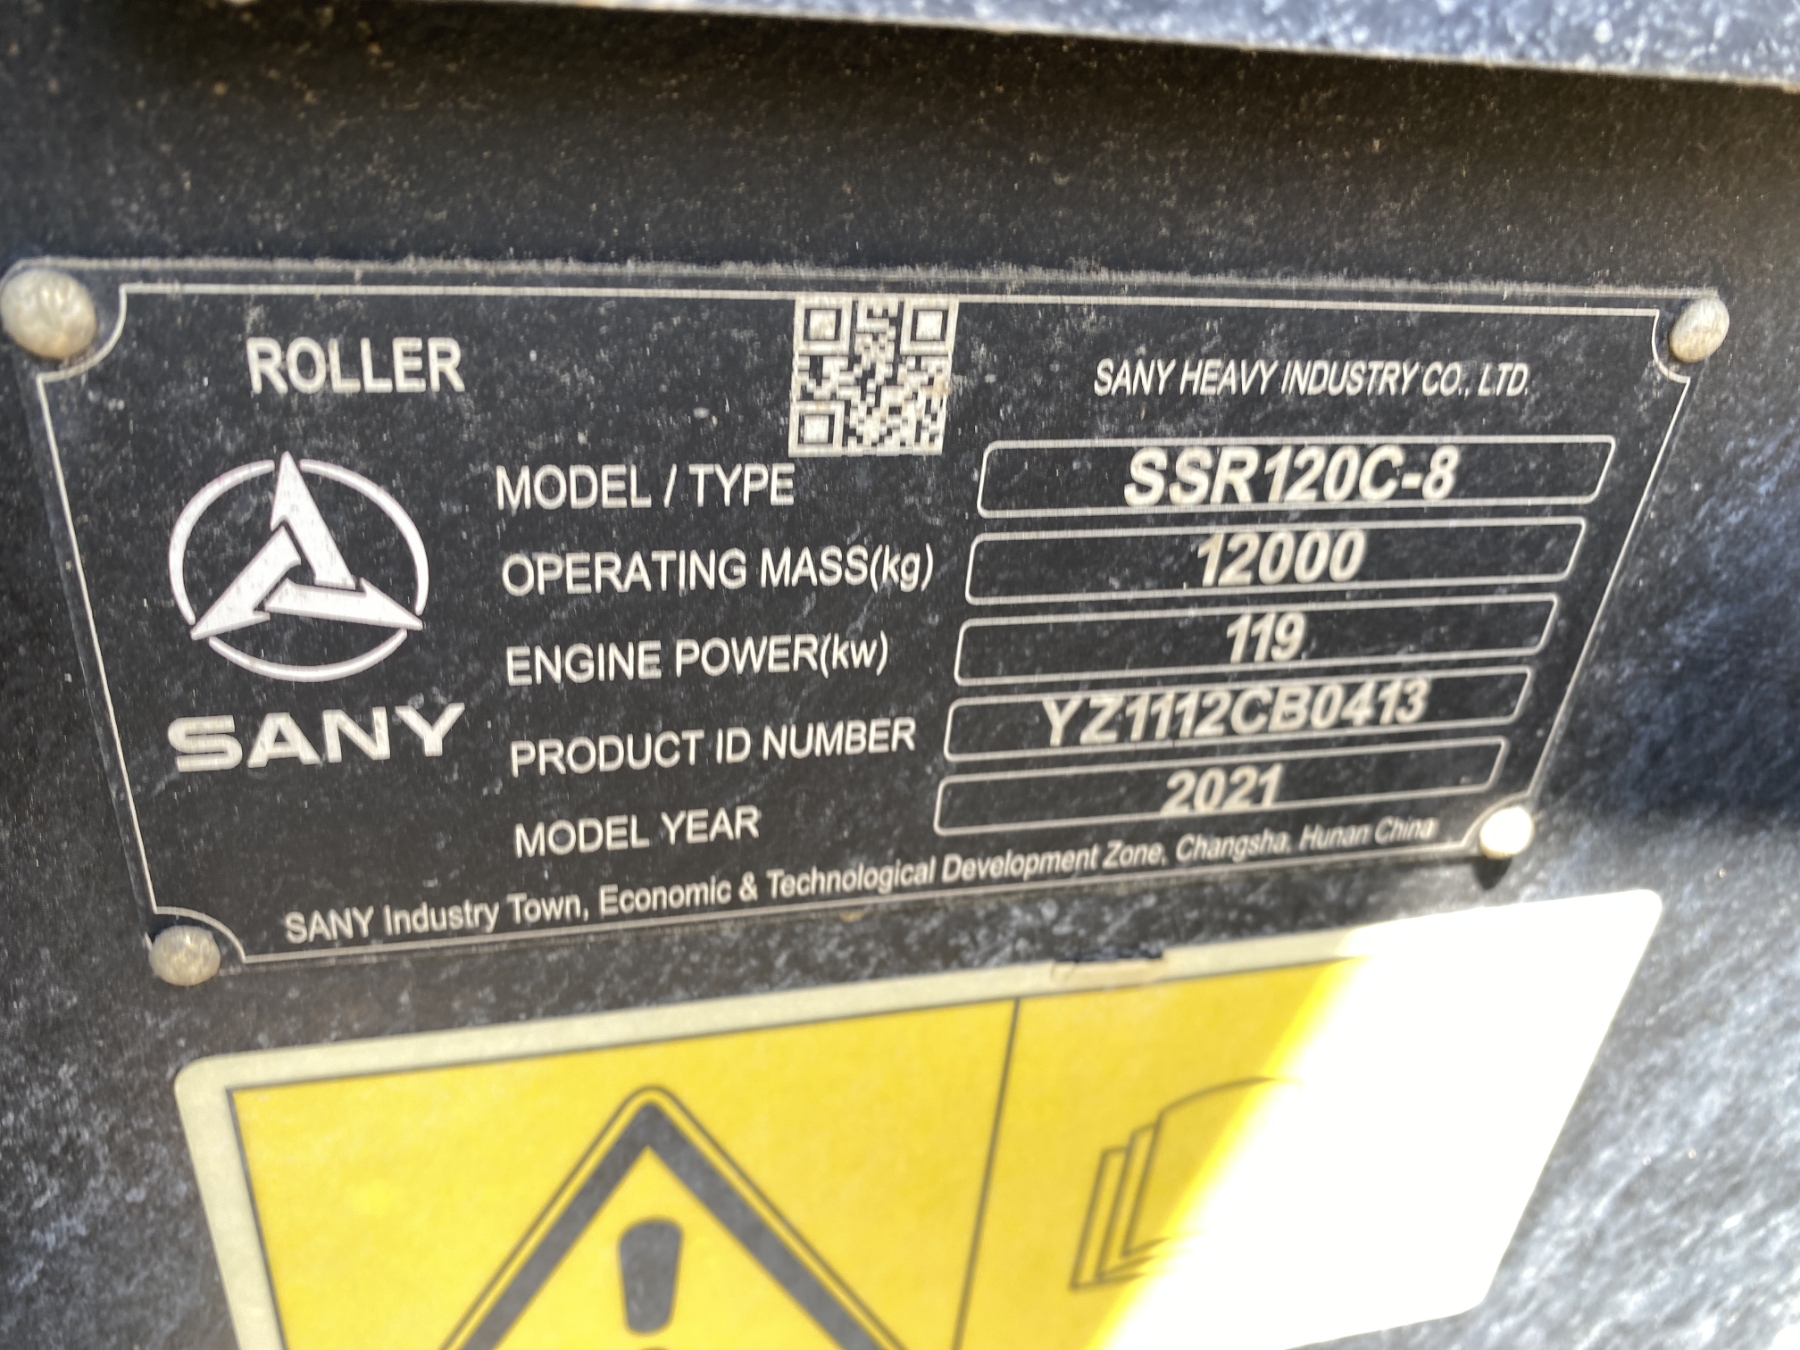 ROLLER
SANY HEAVY INDUSTRY CO., LTD.
SANY
MODEL / TYPE SSR120C-8
OPERATING MASS(kg) 12000
ENGINE POWER(kw) 119
PRODUCT ID NUMBER YZ1112CB0413
MODEL YEAR 2021
SANY Industry Town, Economic & Technological Development Zone, Changsha, Hunan China